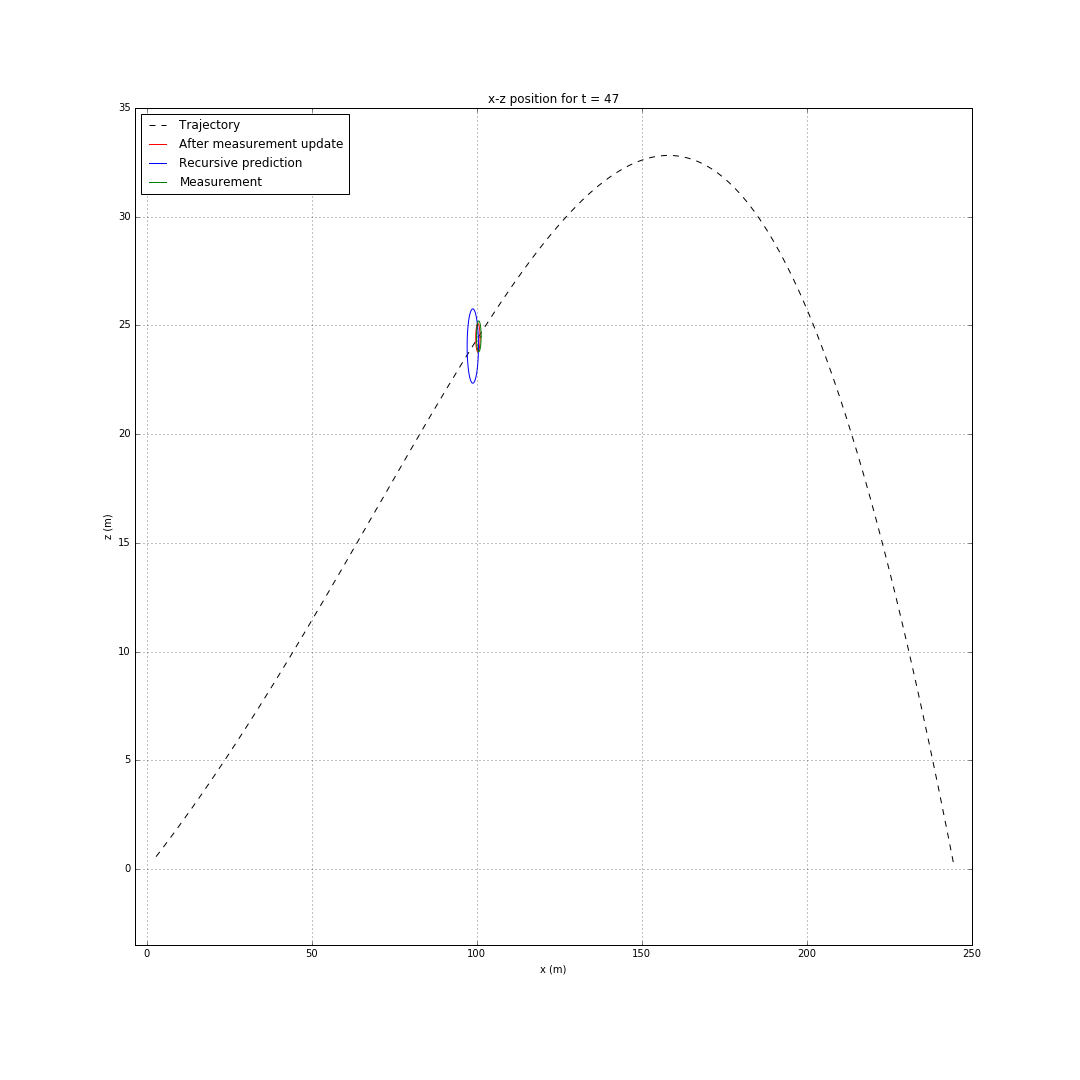 x-z position for t = 47
Trajectory
After measurement update
Recursive prediction
Measurement
35
30
25
20
15
10
5
0
z (m)
0 50 100 150 200 250
x (m)